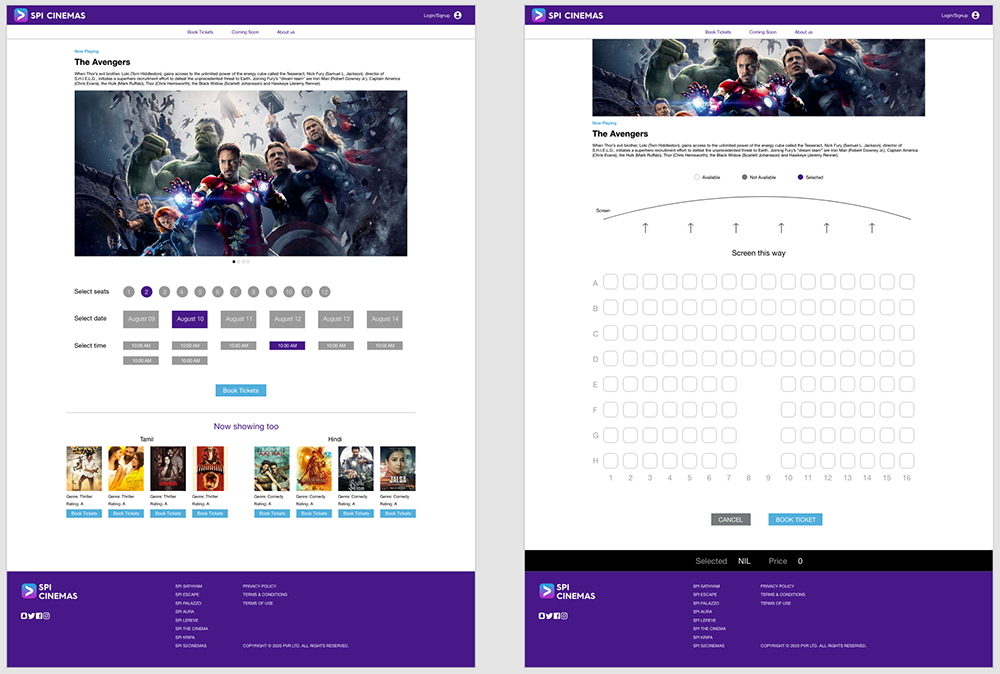 SPI CINEMAS
Login/Signup
Book Tickets
Coming Soon
About us
Now Playing
The Avengers
When Thor's evil brother, Loki (Tom Hiddleston), gains access to the unlimited power of the energy cube called the Tesseract, Nick Fury (Samuel L. Jackson), director of
S.H.I.E.L.D., initiates a superhero recruitment effort to defeat the unprecedented threat to Earth. Joining Fury's "dream team" are Iron Man (Robert Downey Jr.), Captain America
(Chris Evans), the Hulk (Mark Ruffalo), Thor (Chris Hemsworth), the Black Widow (Scarlett Johansson) and Hawkeye (Jeremy Renner).
Select seats
1 2 3 4 5 6 7 8 9 10 11 12
Select date
August 09
August 10
August 11
August 12
August 13
August 14
Select time
10:00 AM
10:00 AM
10:00 AM
10:00 AM
10:00 AM
10:00 AM
10:00 AM
10:00 AM
Book Tickets
Now showing too
Tamil
Hindi
JALSA
Genre: Thriller
Genre: Thriller
Genre: Thriller
Genre: Thriller
Genre: Comedy
Genre: Comedy
Genre: Comedy
Genre: Comedy
Rating: A
Rating: A
Rating: A
Rating: A
Rating: A
Rating: A
Rating: A
Rating: A
Book Tickets
Book Tickets
Book Tickets
Book Tickets
Book Tickets
Book Tickets
Book Tickets
Book Tickets
SPI
CINEMAS
SPI SATHYAM
SPI ESCAPE
SPI PALAZZO
SPI AURA
SPI LEREVE
SPI THE CINEMA
SPI KRIPA
SPI S2CINEMAS
PRIVACY POLICY
TERMS & CONDITIONS
TERMS OF USE
COPYRIGHT © 2020 PVR LTD. ALL RIGHTS RESERVED.
SPI CINEMAS
Login/Signup
Book Tickets
Coming Soon
About us
Now Playing
The Avengers
When Thor's evil brother, Loki (Tom Hiddleston), gains access to the unlimited power of the energy cube called the Tesseract, Nick Fury (Samuel L. Jackson), director of
S.H.I.E.L.D., initiates a superhero recruitment effort to defeat the unprecedented threat to Earth. Joining Fury's "dream team" are Iron Man (Robert Downey Jr.), Captain America
(Chris Evans), the Hulk (Mark Ruffalo), Thor (Chris Hemsworth), the Black Widow (Scarlett Johansson) and Hawkeye (Jeremy Renner).
Available
Not Available
Selected
Screen
Screen this way
A
B
C
D
E
F
G
H
1 2 3 4 5 6 7 8 9 10 11 12 13 14 15 16
CANCEL
BOOK TICKET
Selected NIL Price 0
SPI
CINEMAS
SPI SATHYAM
SPI ESCAPE
SPI PALAZZO
SPI AURA
SPI LEREVE
SPI THE CINEMA
SPI KRIPA
SPI S2CINEMAS
PRIVACY POLICY
TERMS & CONDITIONS
TERMS OF USE
COPYRIGHT © 2020 PVR LTD. ALL RIGHTS RESERVED.